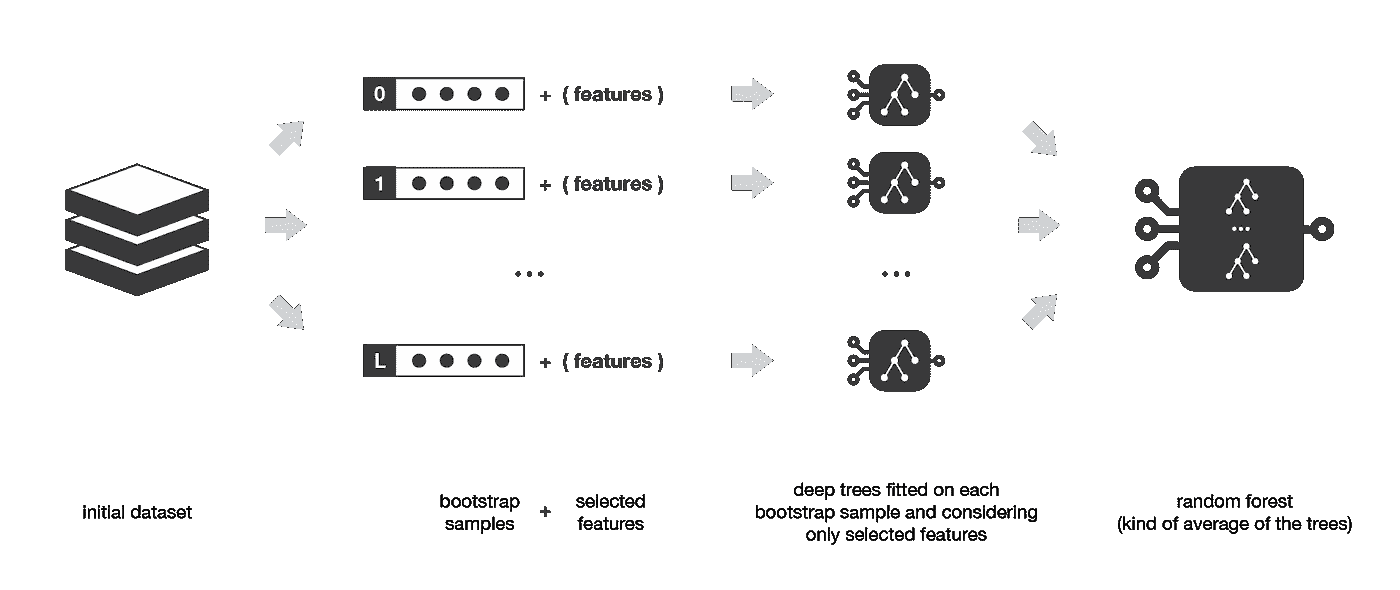 0 + ( features )
1 + ( features )
...
...
L + ( features )
...
initial dataset
bootstrap
samples
+
selected
features
deep trees fitted on each
bootstrap sample and considering
only selected features
random forest
(kind of average of the trees)